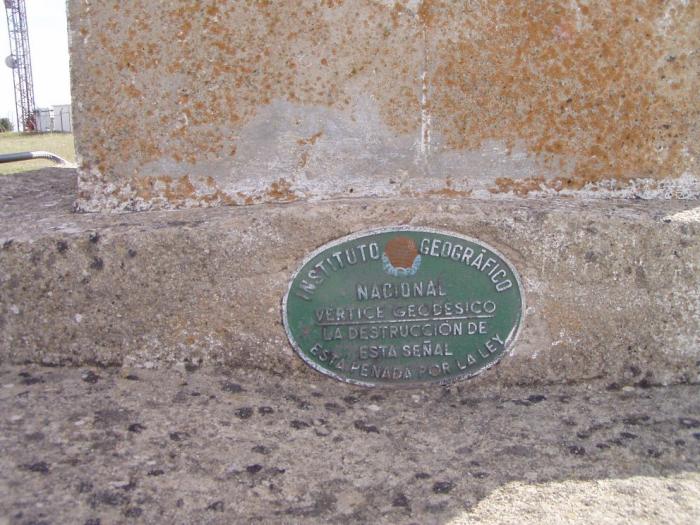 INSTITUTO GEOGRÁFICO
NACIONAL
VERTICE GEODESICO
LA DESTRUCCIÓN DE
ESTA SEÑAL
ESTA PENADA POR LA LEY